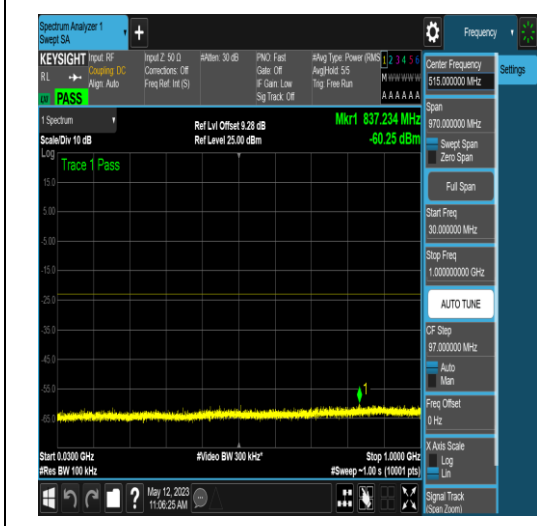 Spectrum Analyzer 1
Swept SA
+
Frequency
KEYSIGHT
RL
PASS
Input: RF
Coupling: DC
Align: Auto
Input Z: 50 Ω
Corrections: Off
Freq Ref: Int (S)
#Atten: 30 dB
PNO: Fast
Gate: Off
IF Gain: Low
Sig Track: Off
#Avg Type: Power (RMS
Avg|Hold: 5/5
Trig: Free Run
1 2 3 4 5 6
M W W W W W
A A A A A A
1 Spectrum
Scale/Div 10 dB
Ref Lvl Offset 9.28 dB
Ref Level 25.00 dBm
Mkr1 837.234 MHz
-60.25 dBm
Log
Trace 1 Pass
15.0
5.00
-5.00
-15.0
-25.0
-35.0
-45.0
-55.0
-65.0
1
Start 0.0300 GHz
#Res BW 100 kHz
#Video BW 300 kHz*
Stop 1.0000 GHz
#Sweep ~1.00 s (10001 pts)
?
May 12, 2023
11:06:25 AM
Center Frequency
515.000000 MHz
Settings
Span
970.000000 MHz
Swept Span
Zero Span
Full Span
Start Freq
30.000000 MHz
Stop Freq
1.000000000 GHz
AUTO TUNE
CF Step
97.000000 MHz
Auto
Man
Freq Offset
0 Hz
X Axis Scale
Log
Lin
Signal Track
(Span Zoom)